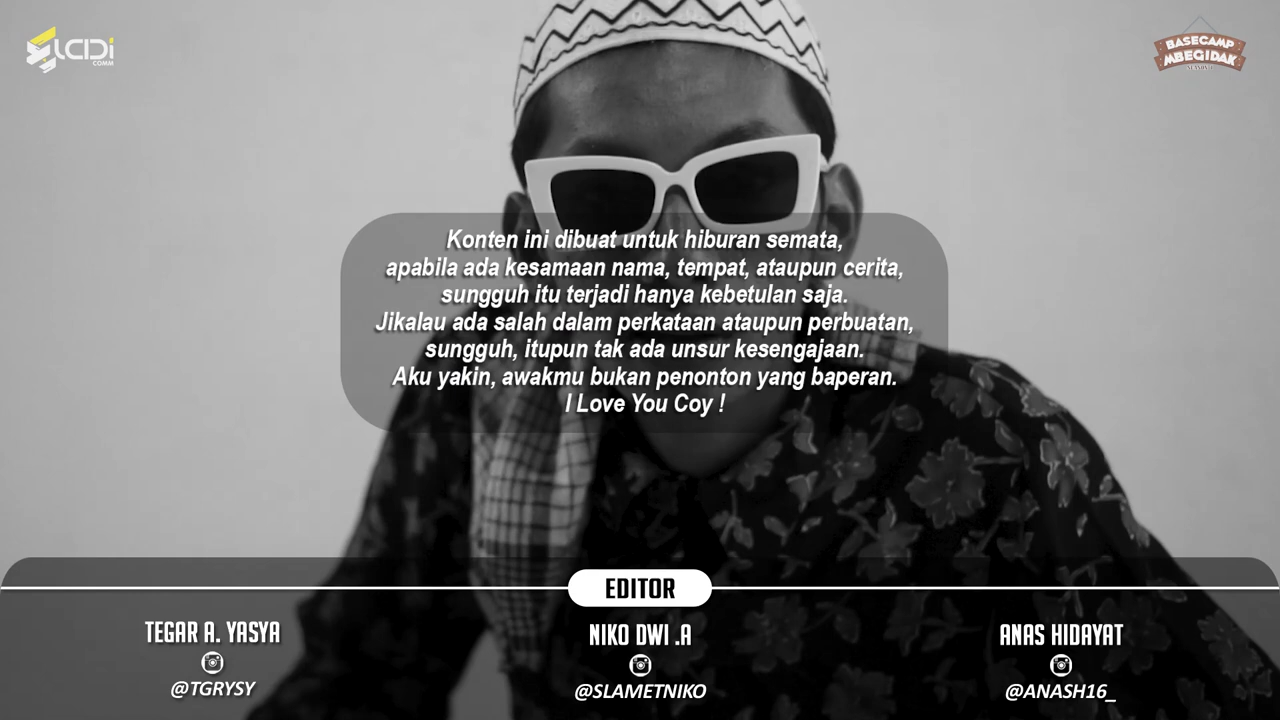 LCIDi
COMM
BASECAMP
MBEGIDAK
Konten ini dibuat untuk hiburan semata,
apabila ada kesamaan nama, tempat, ataupun cerita,
sungguh itu terjadi hanya kebetulan saja.
Jikalau ada salah dalam perkataan ataupun perbuatan,
sungguh, itupun tak ada unsur kesengajaan.
Aku yakin, awakmu bukan penonton yang baperan.
I Love You Coy !
EDITOR
TEGAR A. YASYA
@TGRYSY
NIKO DWI .A
@SLAMETNIKO
ANAS HIDAYAT
@ANASH16_